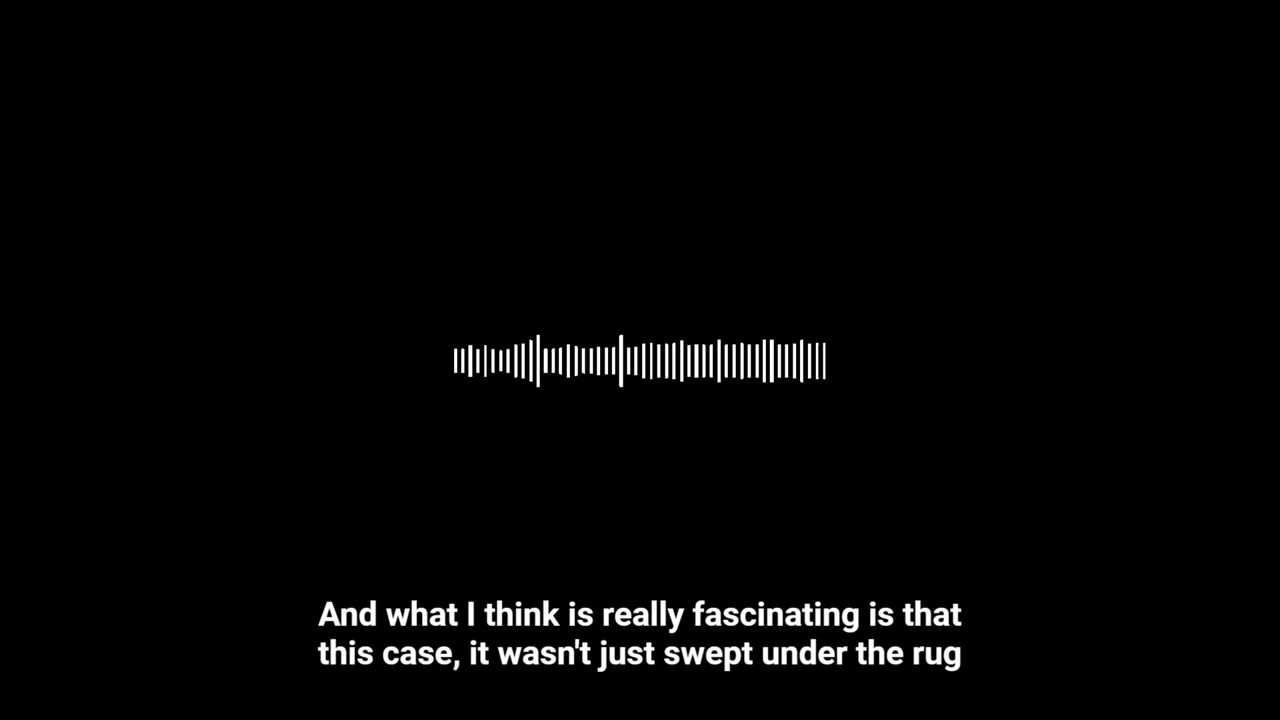 And what I think is really fascinating is that
this case, it wasn't just swept under the rug